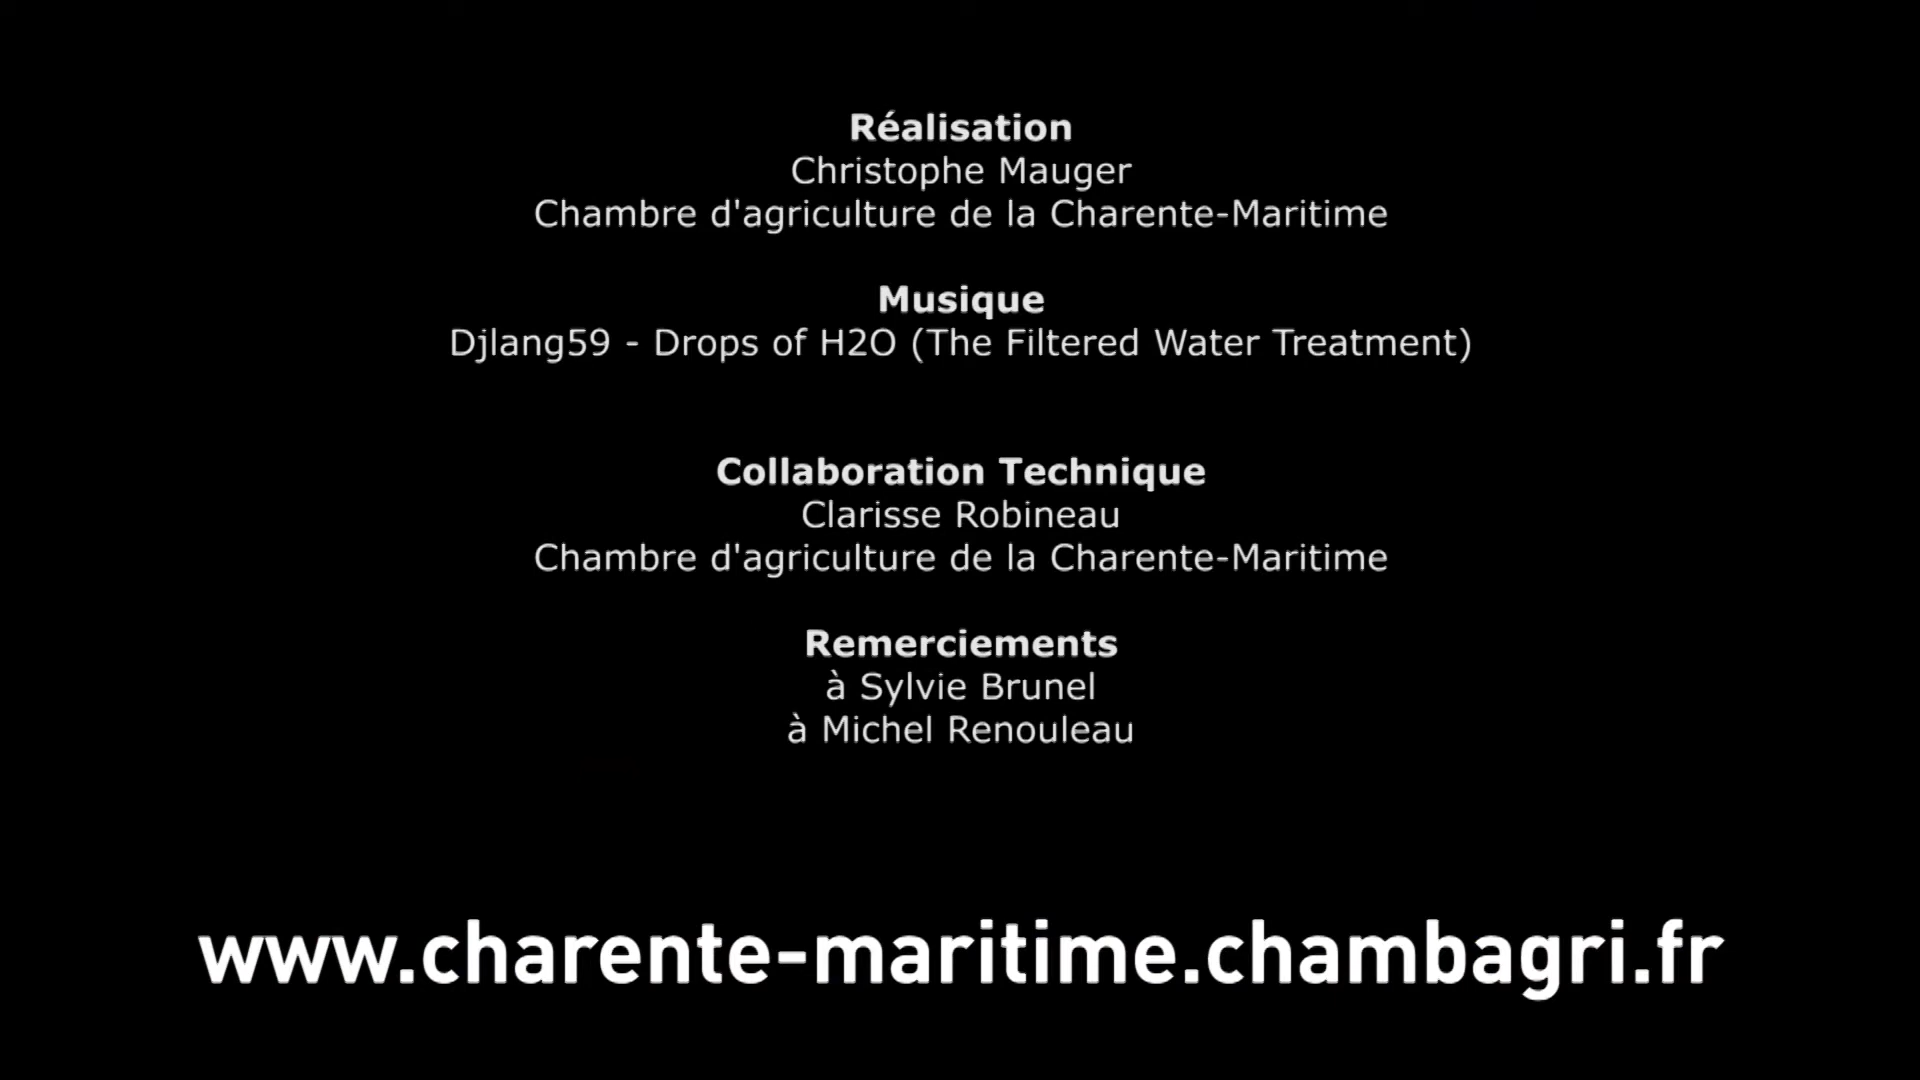 Réalisation
Christophe Mauger
Chambre d'agriculture de la Charente-Maritime
Musique
Djlang59 - Drops of H2O (The Filtered Water Treatment)
Collaboration Technique
Clarisse Robineau
Chambre d'agriculture de la Charente-Maritime
Remerciements
à Sylvie Brunel
à Michel Renouleau
www.charente-maritime.chambagri.fr